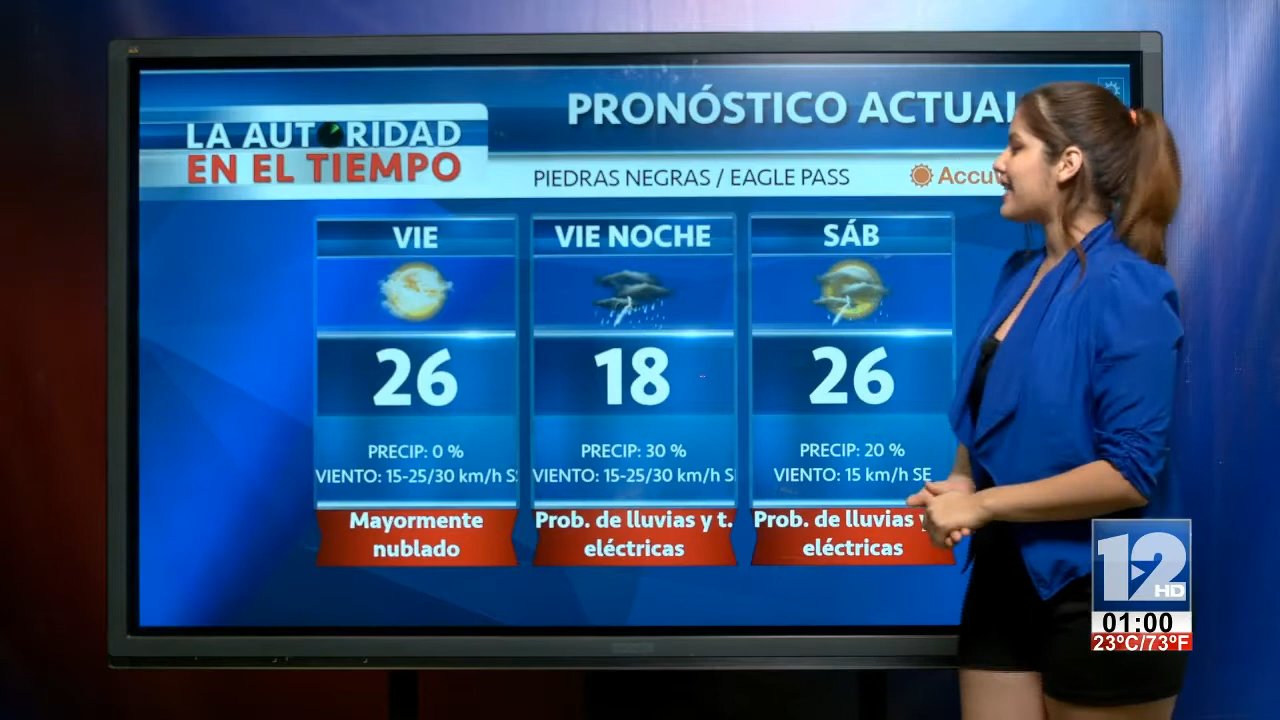 PRONÓSTICO ACTUAL
LA AUTORIDAD
EN EL TIEMPO
PIEDRAS NEGRAS / EAGLE PASS
VIE
VIE NOCHE
SÁB
26
18
26
PRECIP: 0 %
PRECIP: 30 %
PRECIP: 20 %
VIENTO: 15-25/30 km/h S
VIENTO: 15-25/30 km/h S
VIENTO: 15 km/h SE
Mayormente
nublado
Prob. de lluvias y t.
eléctricas
Prob. de lluvias y
eléctricas
12
HD
01:00
23°C/73°F